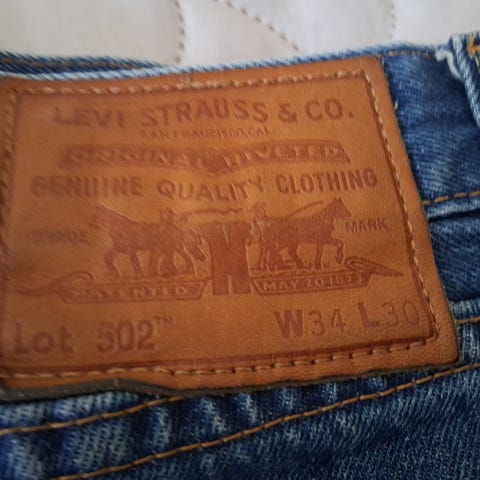 LEVI STRAUSS & CO.
SAN FRANCISCO, CAL.
ORIGINAL RIVETED
GENUINE QUALITY CLOTHING
TRADE MARK
PATENTED MAY 20 1873
Lot 502™ W34 L30